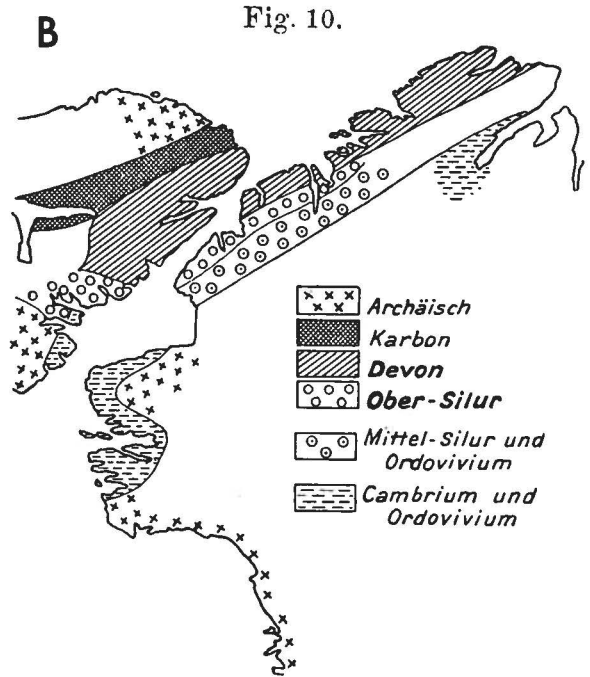 Fig. 10.
B
Archäisch
Karbon
Devon
Ober-Silur
Mittel-Silur und
Ordovivium
Cambrium und
Ordovivium